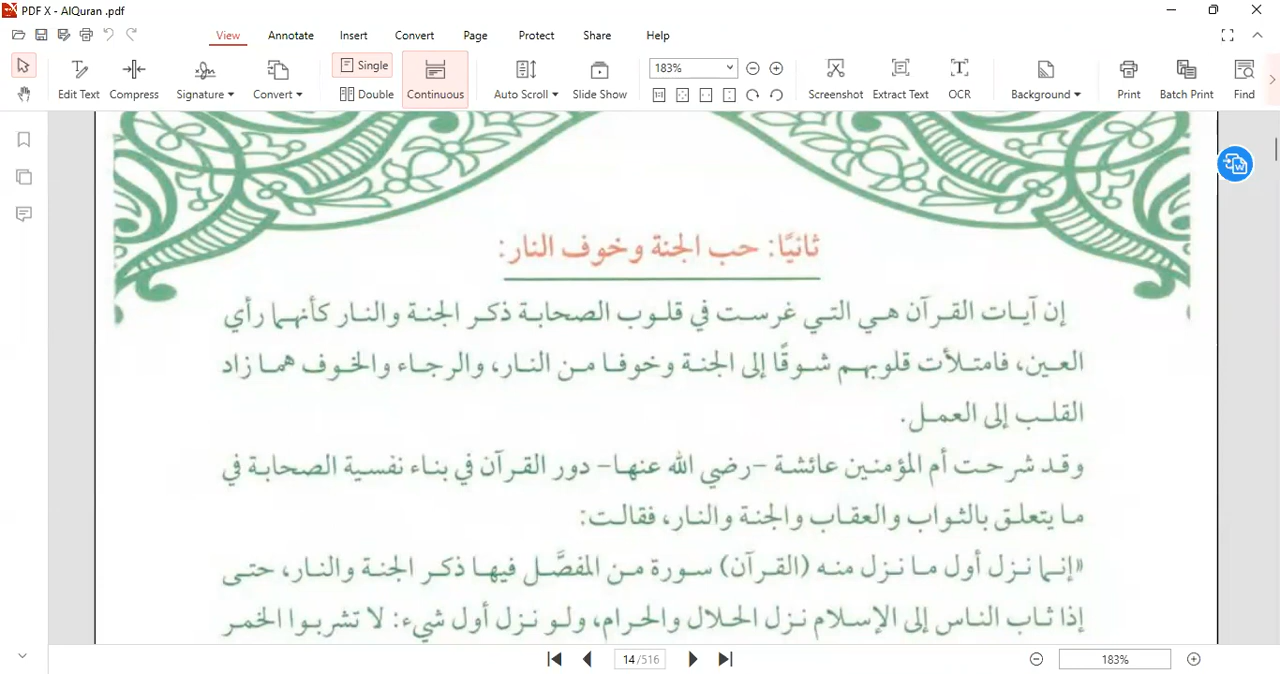 PDF X - AlQuran .pdf
View Annotate Insert Convert Page Protect Share Help
Edit Text Compress Signature Convert Single Double Continuous Auto Scroll Slide Show 183% Screenshot Extract Text OCR Background Print Batch Print Find
ثانيًا: حب الجنة وخوف النار:
إن آيات القرآن هي التي غرست في قلوب الصحابة ذكر الجنة والنار كأنهما رأي
العين، فامتلأت قلوبهم شوقًا إلى الجنة وخوفا من النار، والرجاء والخوف هما زاد
القلب إلى العمل.
وقد شرحت أم المؤمنين عائشة -رضي الله عنها- دور القرآن في بناء نفسية الصحابة في
ما يتعلق بالثواب والعقاب والجنة والنار، فقالت:
«إنما نزل أول ما نزل منه (القرآن) سورة من المفصَّل فيها ذكر الجنة والنار، حتى
إذا ثاب الناس إلى الإسلام نزل الحلال والحرام، ولو نزل أول شيء: لا تشربوا الخمر
14 /516
183%